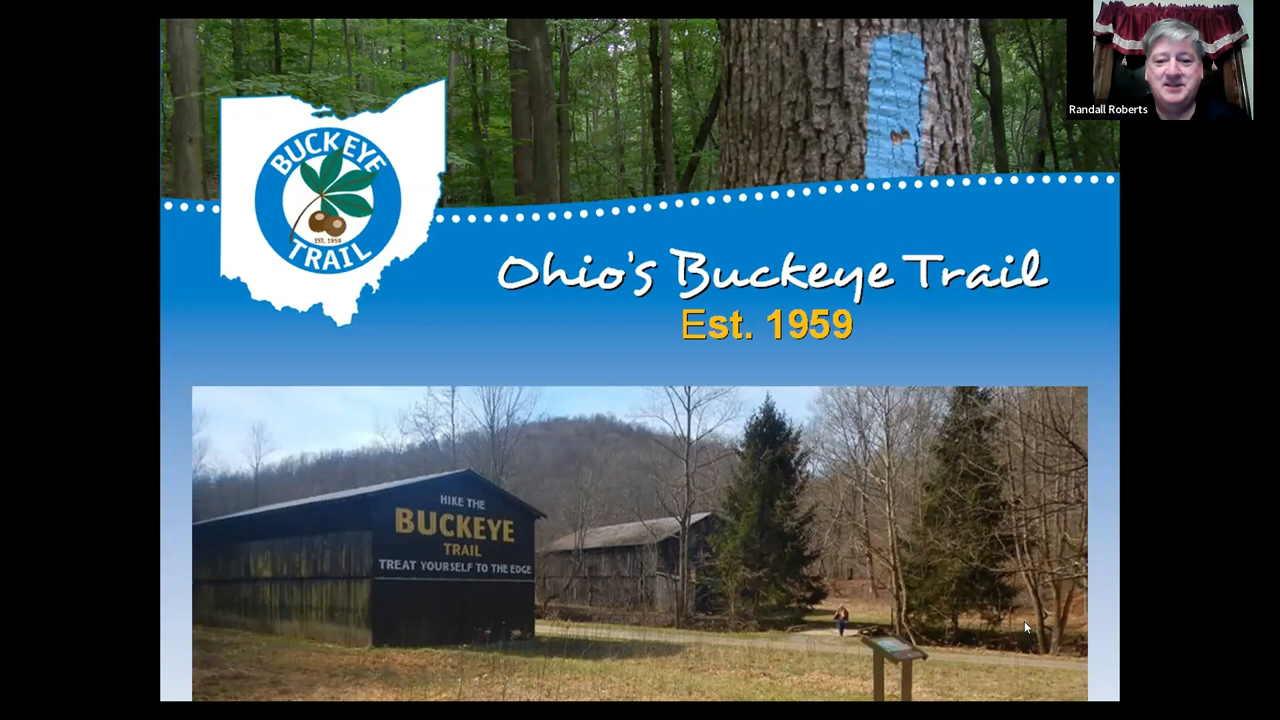 Randall Roberts
BUCKEYE
EST. 1959
TRAIL
Ohio's Buckeye Trail
Est. 1959
HIKE THE
BUCKEYE
TRAIL
TREAT YOURSELF TO THE EDGE